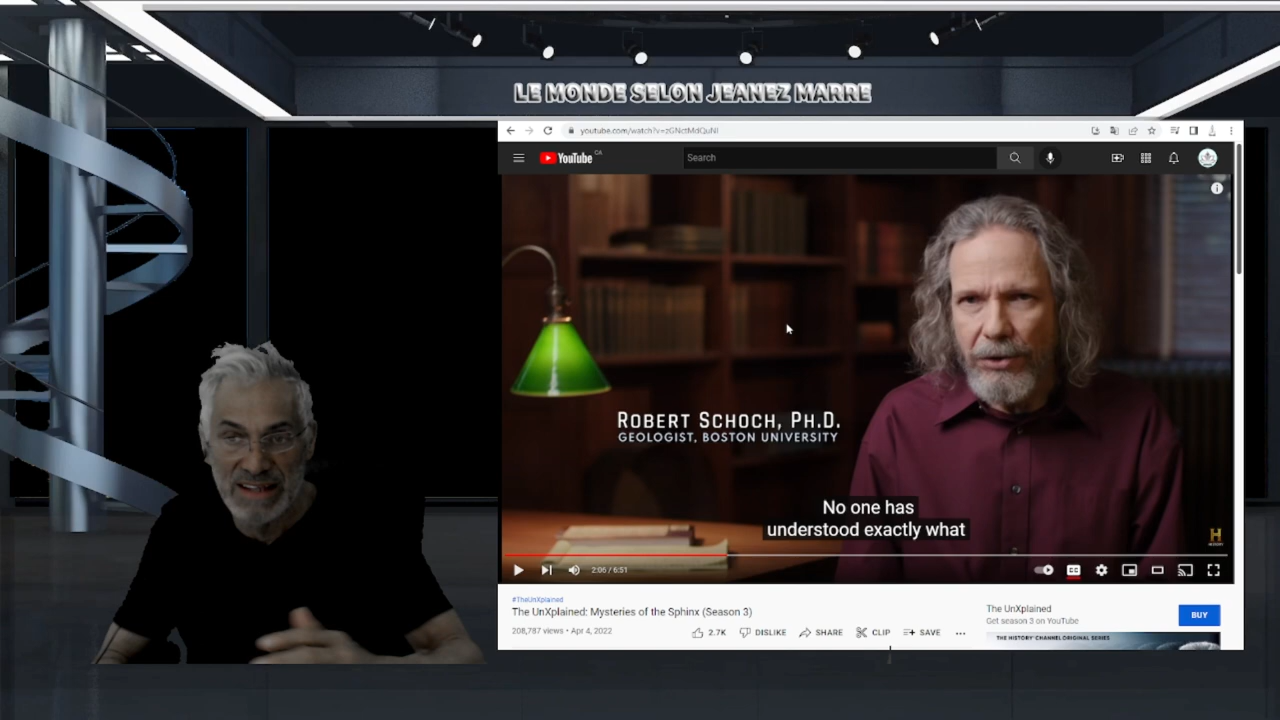 LE MONDE SELON JEANEZ MARRE
youtube.com/watch?v=zGNctMdQuNI
YouTube CA
Search
ROBERT SCHOCH, PH.D.
GEOLOGIST, BOSTON UNIVERSITY
No one has
understood exactly what
H
HISTORY
2:06 / 6:51
CC
#TheUnXplained
The UnXplained: Mysteries of the Sphinx (Season 3)
208,787 views • Apr 4, 2022
2.7K DISLIKE SHARE CLIP SAVE
The UnXplained
Get season 3 on YouTube
BUY
THE HISTORY CHANNEL ORIGINAL SERIES